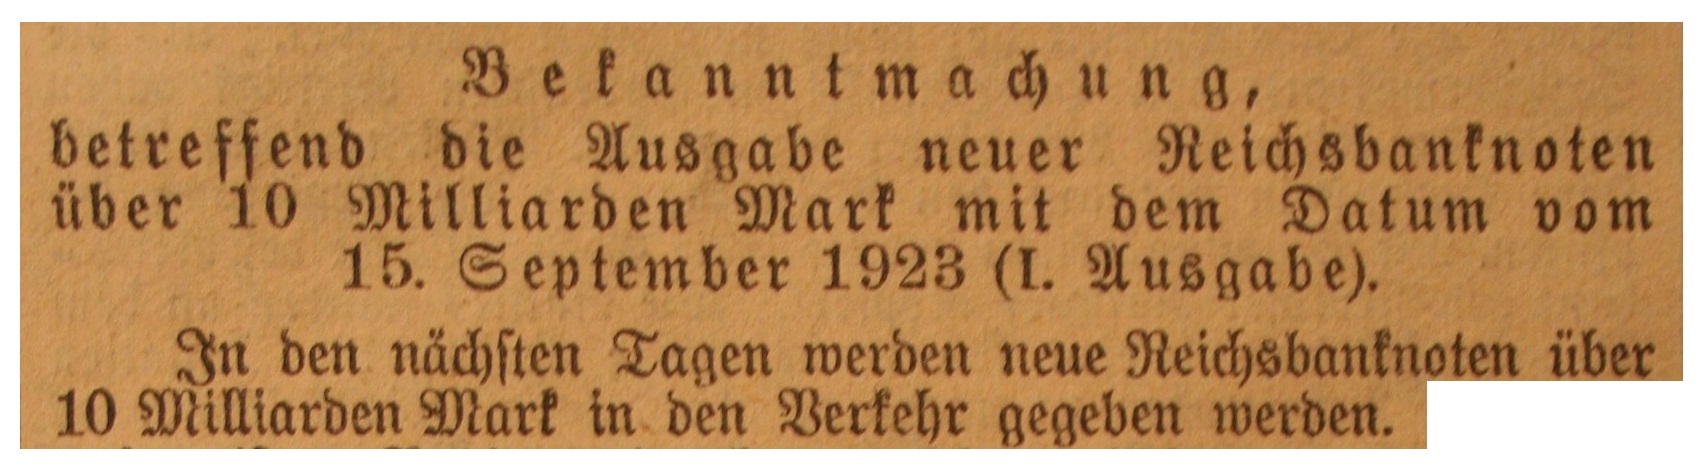 Bekanntmachung,
betreffend die Ausgabe neuer Reichsbanknoten
über 10 Milliarden Mark mit dem Datum vom
15. September 1923 (I. Ausgabe).
In den nächsten Tagen werden neue Reichsbanknoten über
10 Milliarden Mark in den Verkehr gegeben werden.